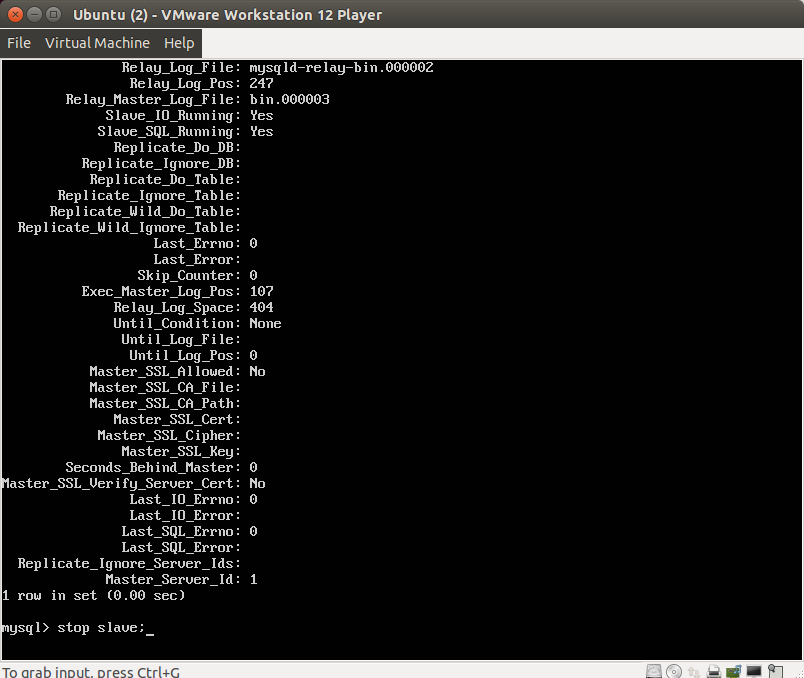 Ubuntu (2) - VMware Workstation 12 Player
File Virtual Machine Help
Relay_Log_File: mysqld-relay-bin.000002
Relay_Log_Pos: 247
Relay_Master_Log_File: bin.000003
Slave_IO_Running: Yes
Slave_SQL_Running: Yes
Replicate_Do_DB:
Replicate_Ignore_DB:
Replicate_Do_Table:
Replicate_Ignore_Table:
Replicate_Wild_Do_Table:
Replicate_Wild_Ignore_Table:
Last_Errno: 0
Last_Error:
Skip_Counter: 0
Exec_Master_Log_Pos: 107
Relay_Log_Space: 404
Until_Condition: None
Until_Log_File:
Until_Log_Pos: 0
Master_SSL_Allowed: No
Master_SSL_CA_File:
Master_SSL_CA_Path:
Master_SSL_Cert:
Master_SSL_Cipher:
Master_SSL_Key:
Seconds_Behind_Master: 0
Master_SSL_Verify_Server_Cert: No
Last_IO_Errno: 0
Last_IO_Error:
Last_SQL_Errno: 0
Last_SQL_Error:
Replicate_Ignore_Server_Ids:
Master_Server_Id: 1
1 row in set (0.00 sec)
mysql> stop slave;_
To grab input, press Ctrl+G